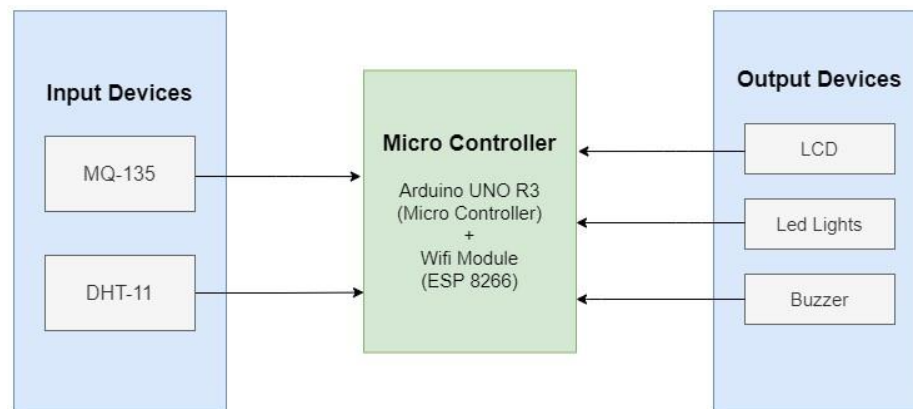 Input Devices
MQ-135
DHT-11
Micro Controller
Arduino UNO R3
(Micro Controller)
+
Wifi Module
(ESP 8266)
Output Devices
LCD
Led Lights
Buzzer